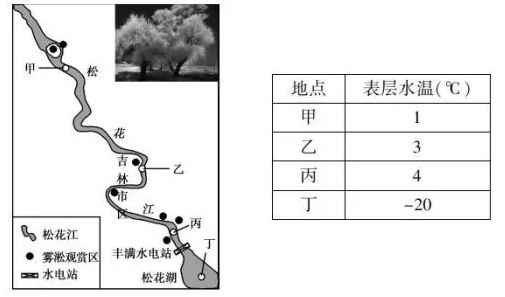 甲
松
花
吉
林
市
区
乙
江
丙
丁
丰满水电站
松花湖
松花江
雾淞观赏区
水电站
地点 表层水温(℃)
甲 1
乙 3
丙 4
丁 -20